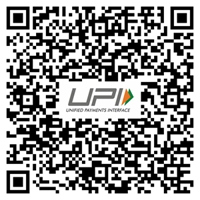 UPI
UNIFIED PAYMENTS INTERFACE